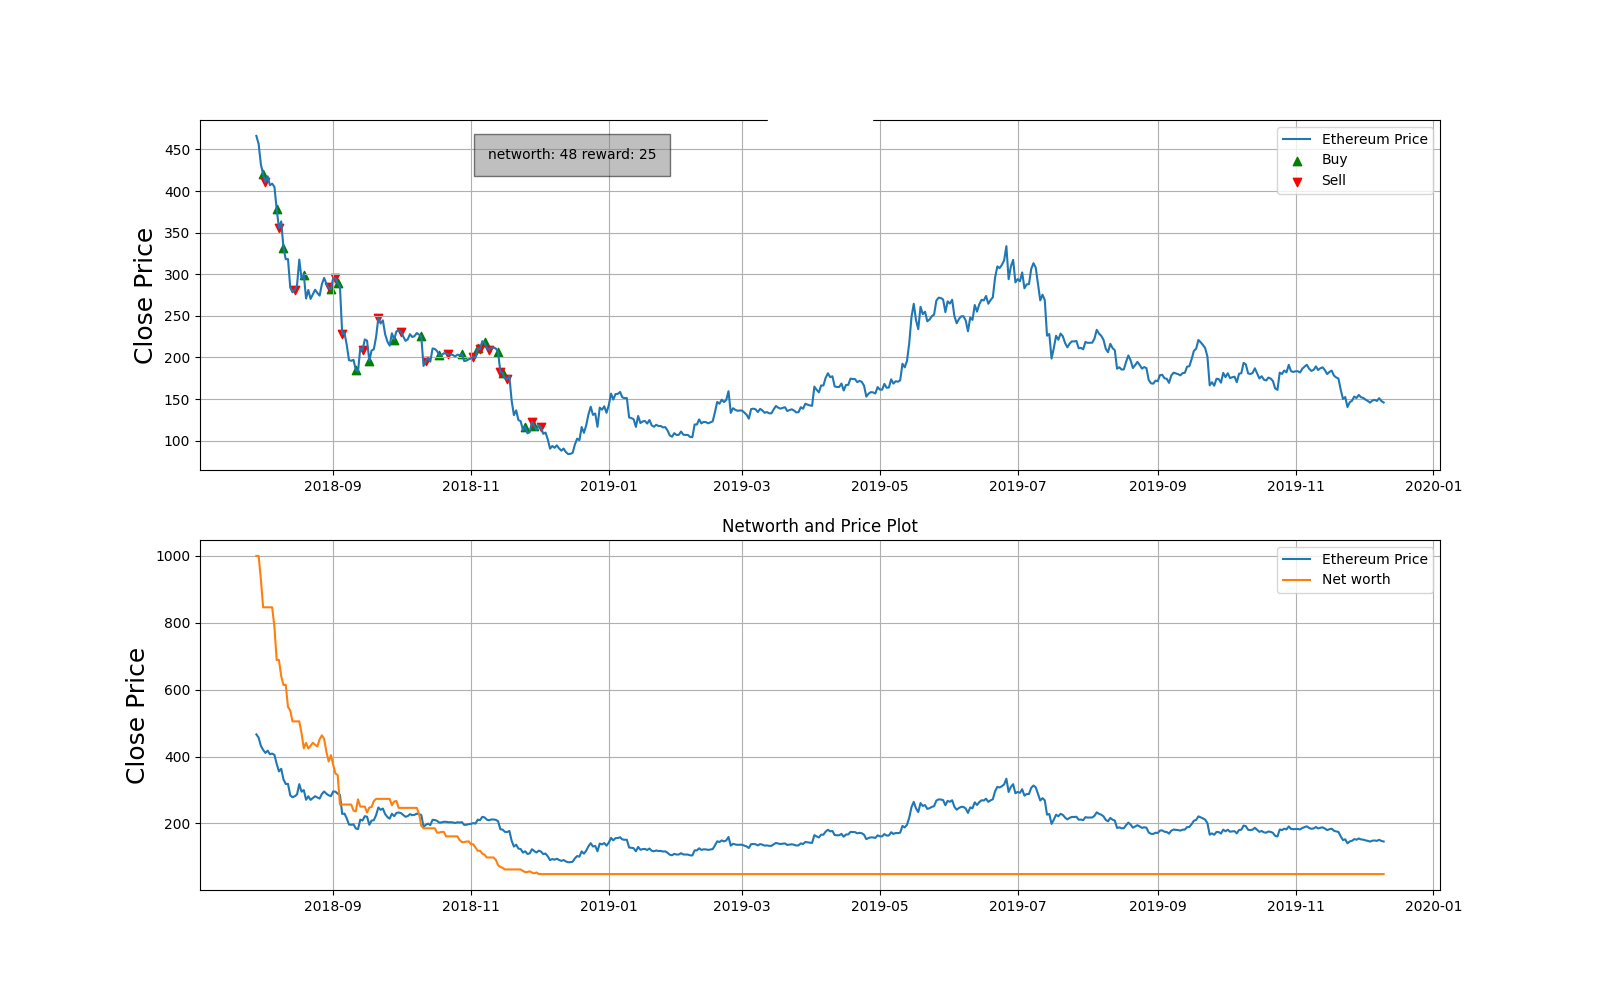 networth: 48 reward: 25
Ethereum Price
Buy
Sell
Close Price
450
400
350
300
250
200
150
100
2018-09 2018-11 2019-01 2019-03 2019-05 2019-07 2019-09 2019-11 2020-01
Networth and Price Plot
Ethereum Price
Net worth
Close Price
1000
800
600
400
200
2018-09 2018-11 2019-01 2019-03 2019-05 2019-07 2019-09 2019-11 2020-01